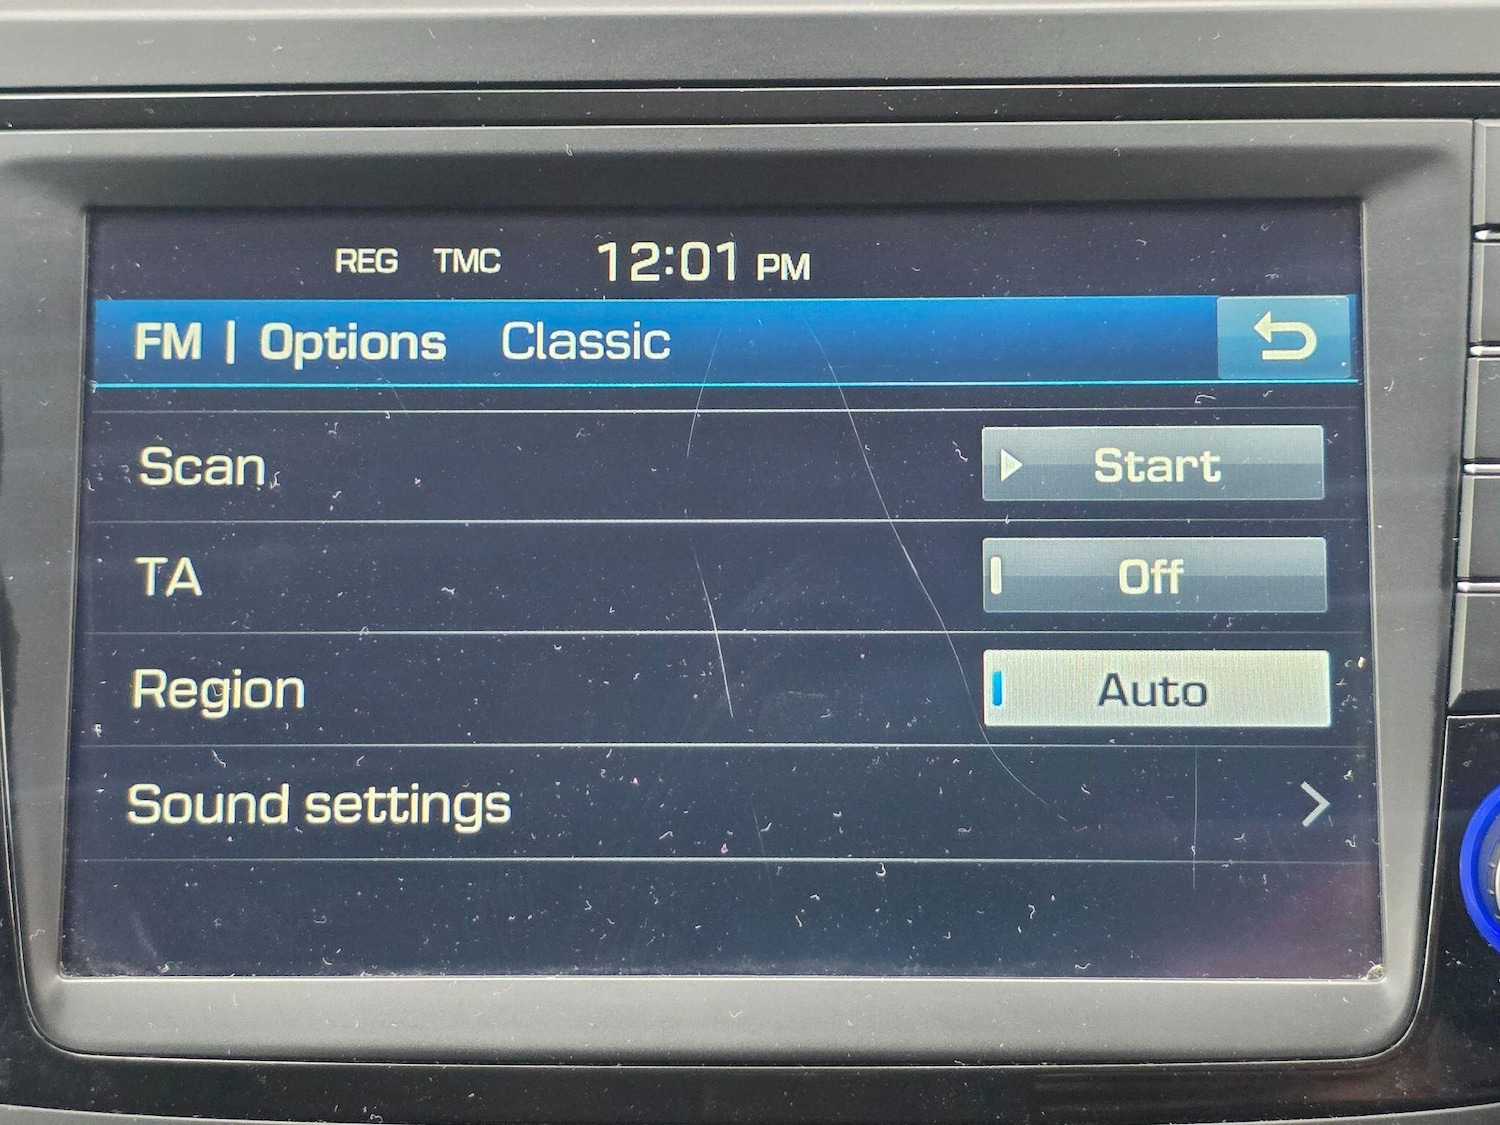 REG TMC 12:01 PM
FM | Options Classic
Scan Start
TA Off
Region Auto
Sound settings